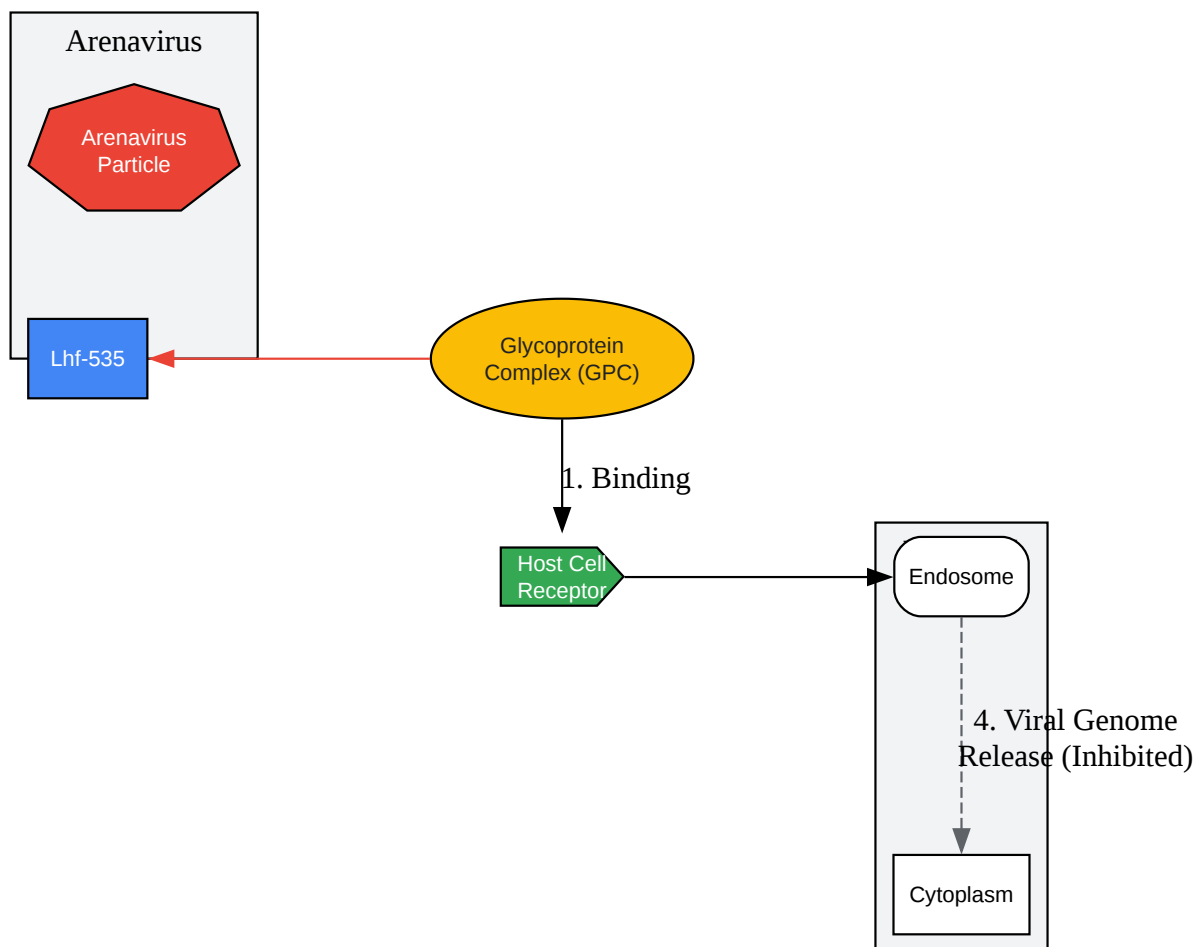 Arenavirus
Arenavirus
Particle
Lhf-535
Glycoprotein
Complex (GPC)
1. Binding
Host Cell
Receptor
Endosome
4. Viral Genome
Release (Inhibited)
Cytoplasm